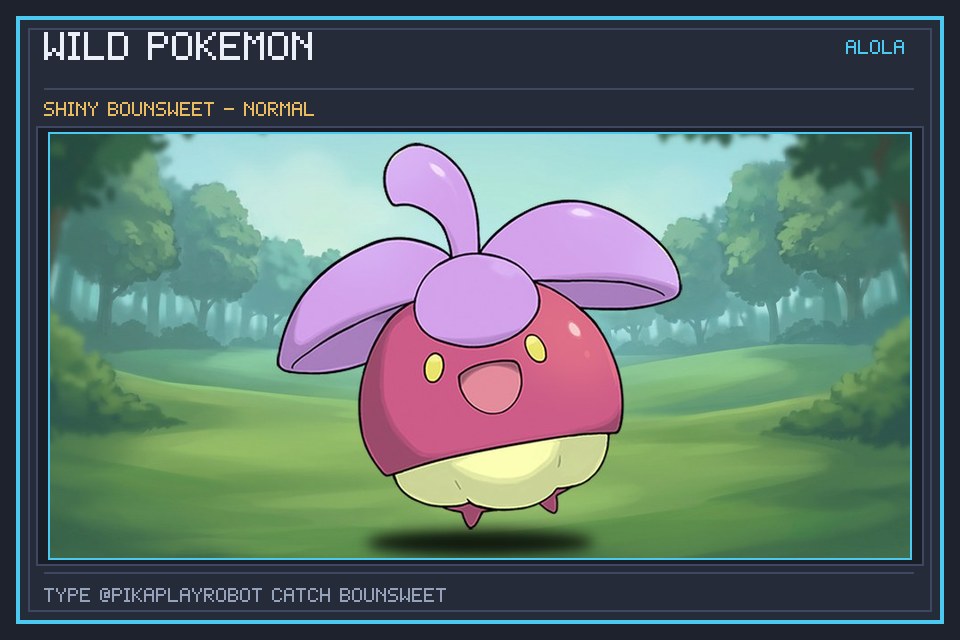 WILD POKEMON
ALOLA
SHINY BOUNSWEET - NORMAL
TYPE @PIKAPLAYROBOT CATCH BOUNSWEET